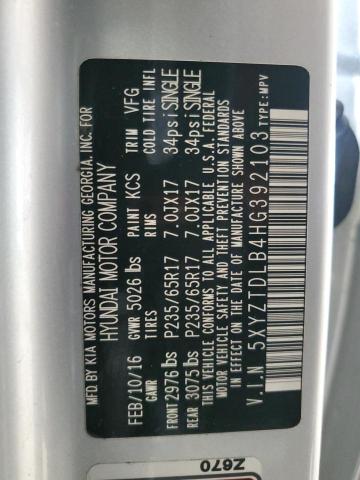 MFG.BY KIA MOTORS MANUFACTURING GEORGIA, INC. FOR
HYUNDAI MOTOR COMPANY
FEB/10/16 GVWR 5026 lbs PAINT KCS TRIM VFG
GAWR TIRES RIMS COLD TIRE INFL
FRONT 2976 lbs P235/65R17 7.0JX17 34psi SINGLE
REAR 3075 lbs P235/65R17 7.0JX17 34psi SINGLE
THIS VEHICLE CONFORMS TO ALL APPLICABLE U.S.A. FEDERAL
MOTOR VEHICLE SAFETY AND THEFT PREVENTION STANDARDS
IN EFFECT ON THE DATE OF MANUFACTURE SHOWN ABOVE.
V.I.N 5XYZTDLB4HG392103 TYPE:MPV
Z670